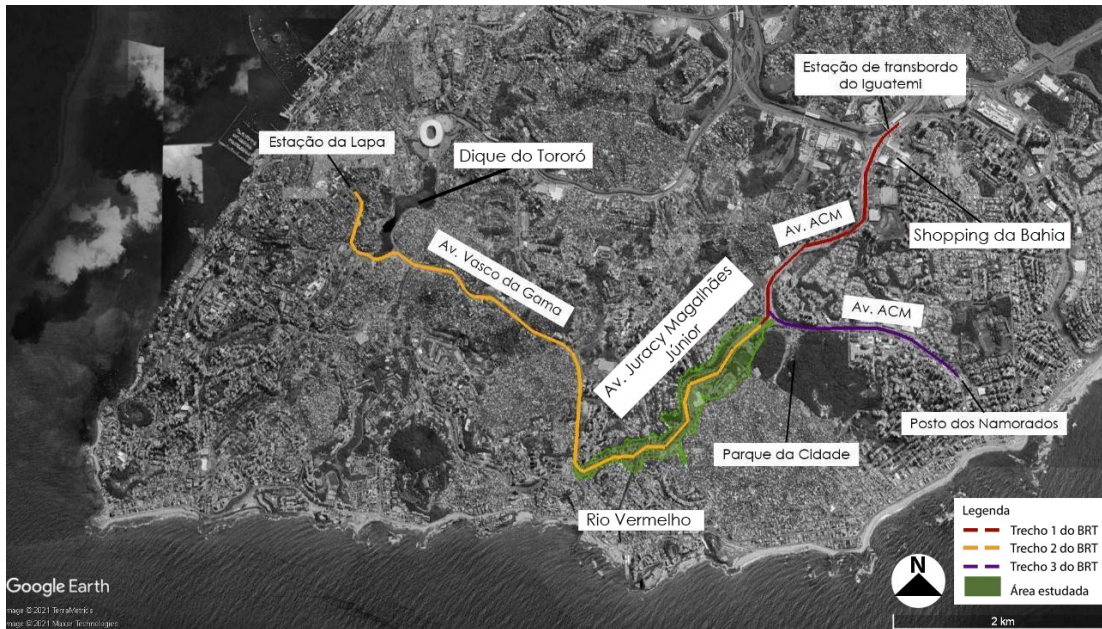 Estação de transbordo
do Iguatemi
Estação da Lapa
Dique do Tororó
Av. ACM
Shopping da Bahia
Av. Vasco da Gama
Av. Juracy Magalhães
Júnior
Av. ACM
Posto dos Namorados
Parque da Cidade
Rio Vermelho
Legenda
Trecho 1 do BRT
Trecho 2 do BRT
Trecho 3 do BRT
Área estudada
N
2 km
Google Earth
mage © 2021 TerraMetrics
mage © 2021 Maxar Technologies